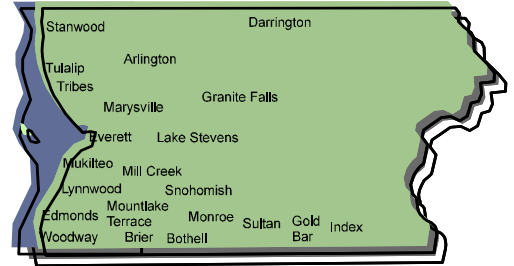 Darrington
Stanwood
Arlington
Tulalip
Tribes
Granite Falls
Marysville
Everett
Lake Stevens
Mukilteo
Mill Creek
Lynnwood
Snohomish
Mountlake
Terrace
Edmonds
Monroe
Sultan
Gold
Bar
Index
Woodway
Brier
Bothell